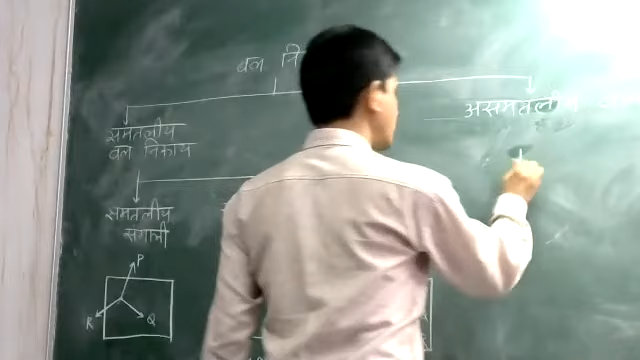 बल नि
असमतलीय
समतलीय
बल निकाय
समतलीय
संगामी
P
R
Q